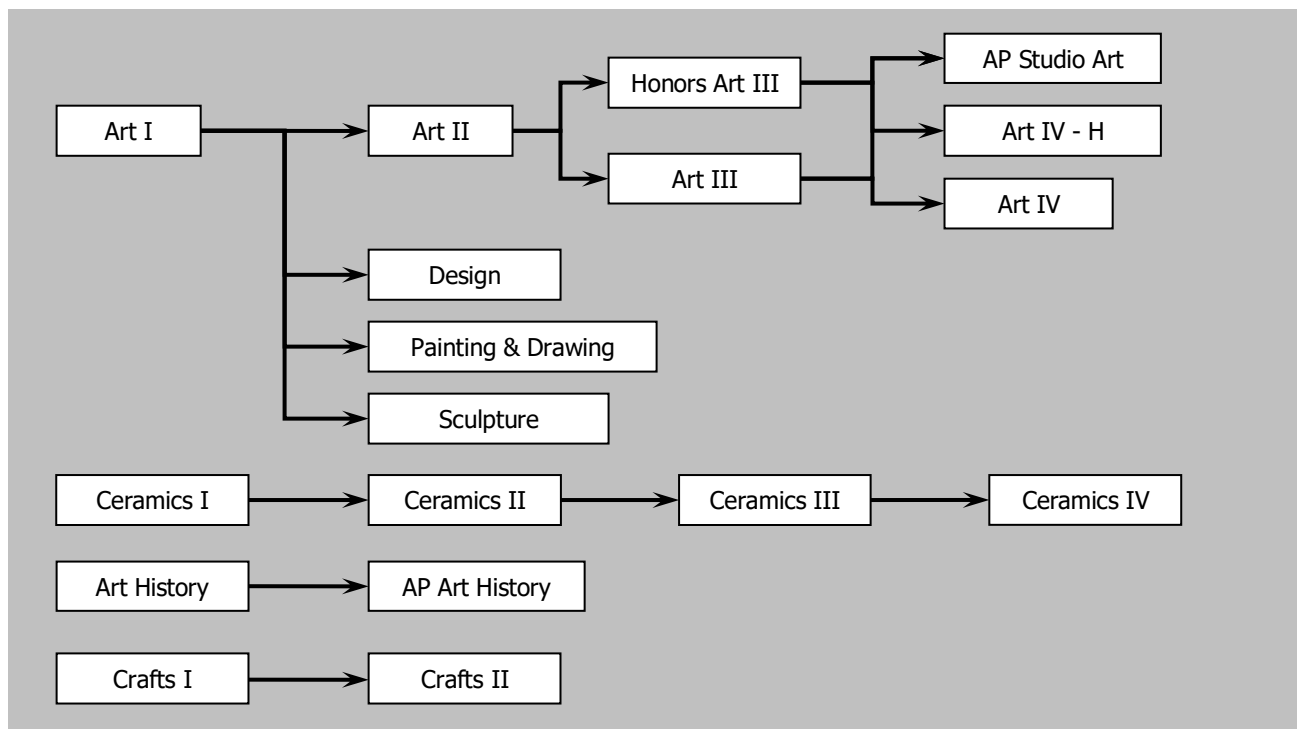 AP Studio Art
Honors Art III
Art I
Art II
Art IV - H
Art III
Art IV
Design
Painting & Drawing
Sculpture
Ceramics I
Ceramics II
Ceramics III
Ceramics IV
Art History
AP Art History
Crafts I
Crafts II